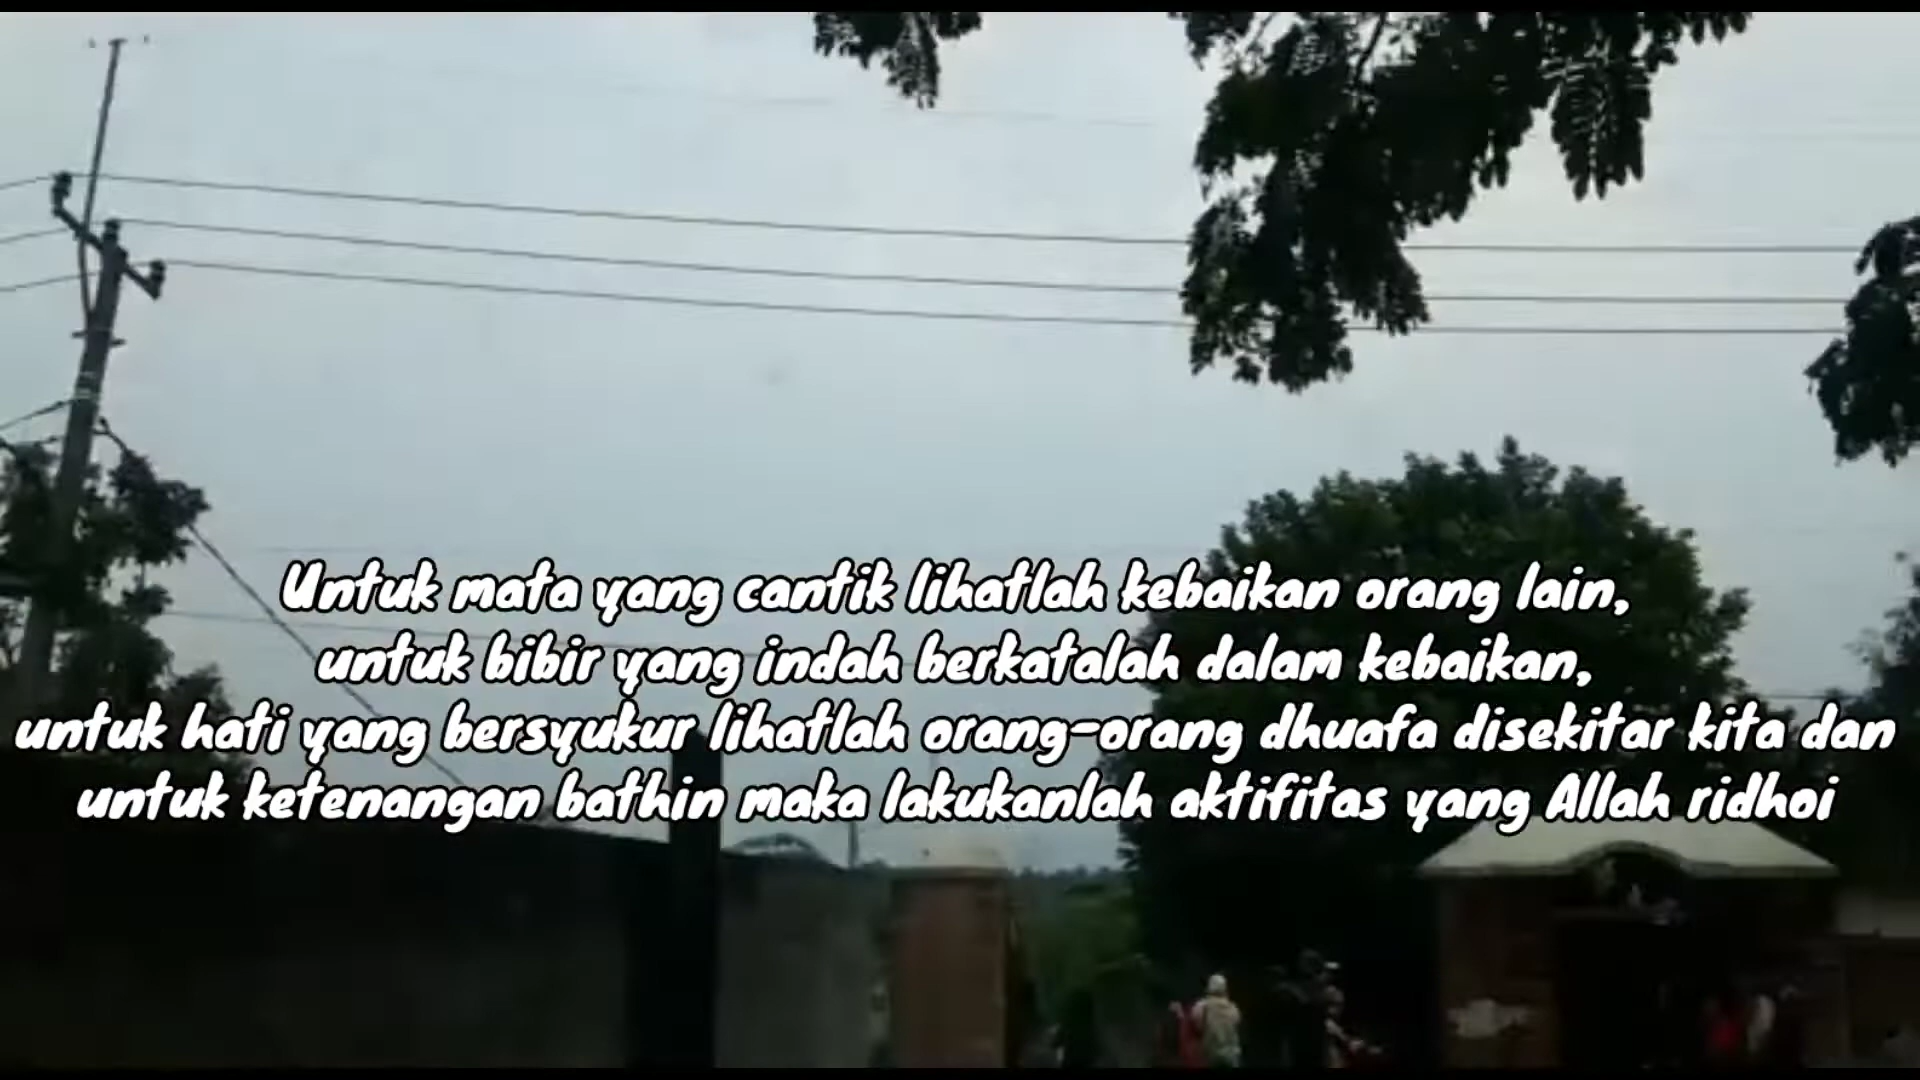 Untuk mata yang cantik lihatlah kebaikan orang lain,
untuk bibir yang indah berkatalah dalam kebaikan,
untuk hati yang bersyukur lihatlah orang-orang dhuafa disekitar kita dan
untuk ketenangan bathin maka lakukanlah aktifitas yang Allah ridhoi